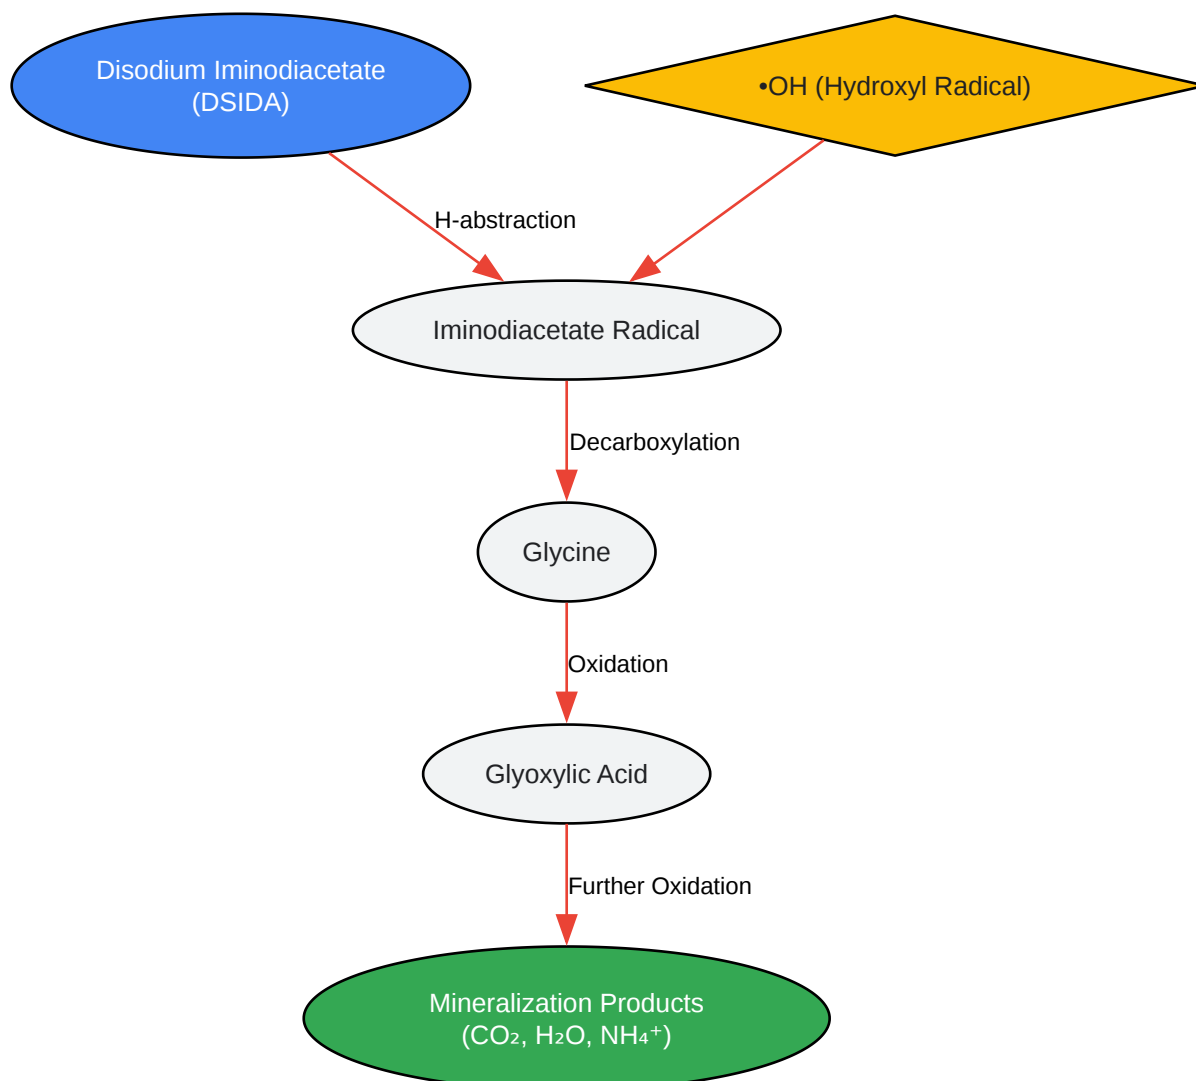 Disodium Iminodiacetate
(DSIDA)
•OH (Hydroxyl Radical)
H-abstraction
Iminodiacetate Radical
Decarboxylation
Glycine
Oxidation
Glyoxylic Acid
Further Oxidation
Mineralization Products
(CO₂, H₂O, NH₄⁺)